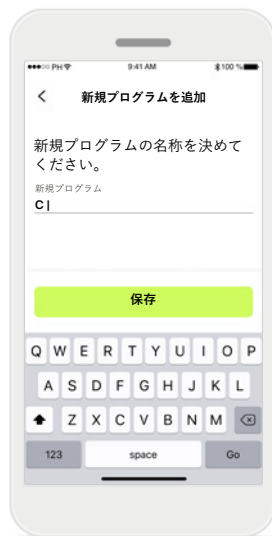 PH 9:41 AM 100 %
新規プログラムを追加
新規プログラムの名称を決めて
ください。
新規プログラム
C|
保存
Q W E R T Y U I O P
A S D F G H J K L
Z X C V B N M
123 space Go